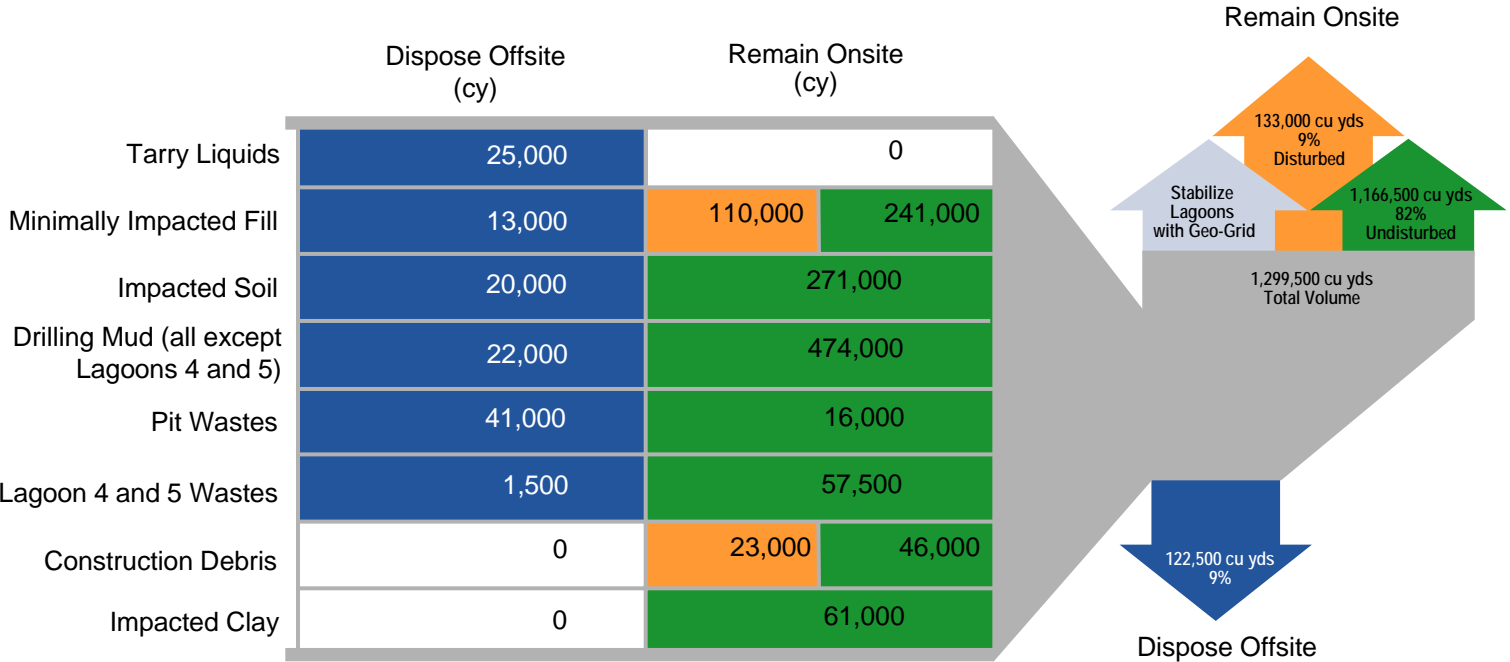 Remain Onsite
Dispose Offsite
(cy)
Remain Onsite
(cy)
Tarry Liquids 25,000 0
Minimally Impacted Fill 13,000 110,000 241,000
Impacted Soil 20,000 271,000
Drilling Mud (all except
Lagoons 4 and 5) 22,000 474,000
Pit Wastes 41,000 16,000
Lagoon 4 and 5 Wastes 1,500 57,500
Construction Debris 0 23,000 46,000
Impacted Clay 0 61,000
133,000 cu yds
9%
Disturbed
Stabilize
Lagoons
with Geo-Grid
1,166,500 cu yds
82%
Undisturbed
1,299,500 cu yds
Total Volume
122,500 cu yds
9%
Dispose Offsite